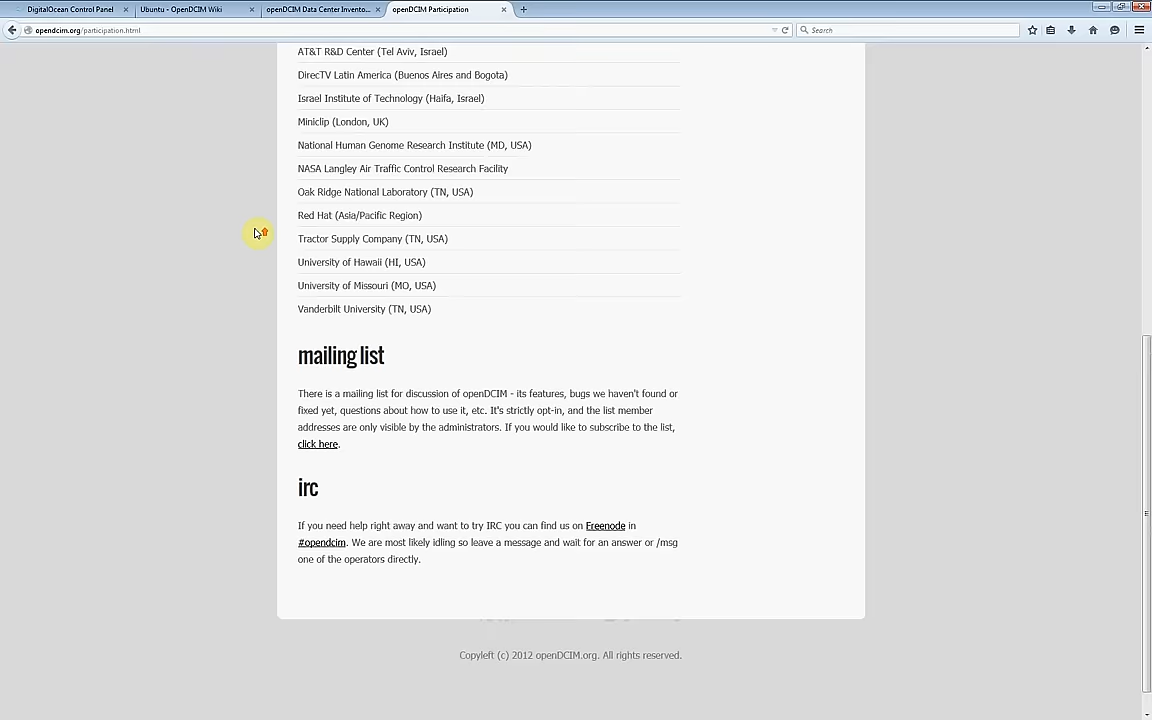 DigitalOcean Control Panel
Ubuntu - OpenDCIM Wiki
openDCIM Data Center Invento...
openDCIM Participation
opendcim.org/participation.html
Search
AT&T R&D Center (Tel Aviv, Israel)
DirecTV Latin America (Buenos Aires and Bogota)
Israel Institute of Technology (Haifa, Israel)
Miniclip (London, UK)
National Human Genome Research Institute (MD, USA)
NASA Langley Air Traffic Control Research Facility
Oak Ridge National Laboratory (TN, USA)
Red Hat (Asia/Pacific Region)
Tractor Supply Company (TN, USA)
University of Hawaii (HI, USA)
University of Missouri (MO, USA)
Vanderbilt University (TN, USA)
mailing list
There is a mailing list for discussion of openDCIM - its features, bugs we haven't found or
fixed yet, questions about how to use it, etc. It's strictly opt-in, and the list member
addresses are only visible by the administrators. If you would like to subscribe to the list,
click here.
irc
If you need help right away and want to try IRC you can find us on Freenode in
#opendcim. We are most likely idling so leave a message and wait for an answer or /msg
one of the operators directly.
Copyleft (c) 2012 openDCIM.org. All rights reserved.